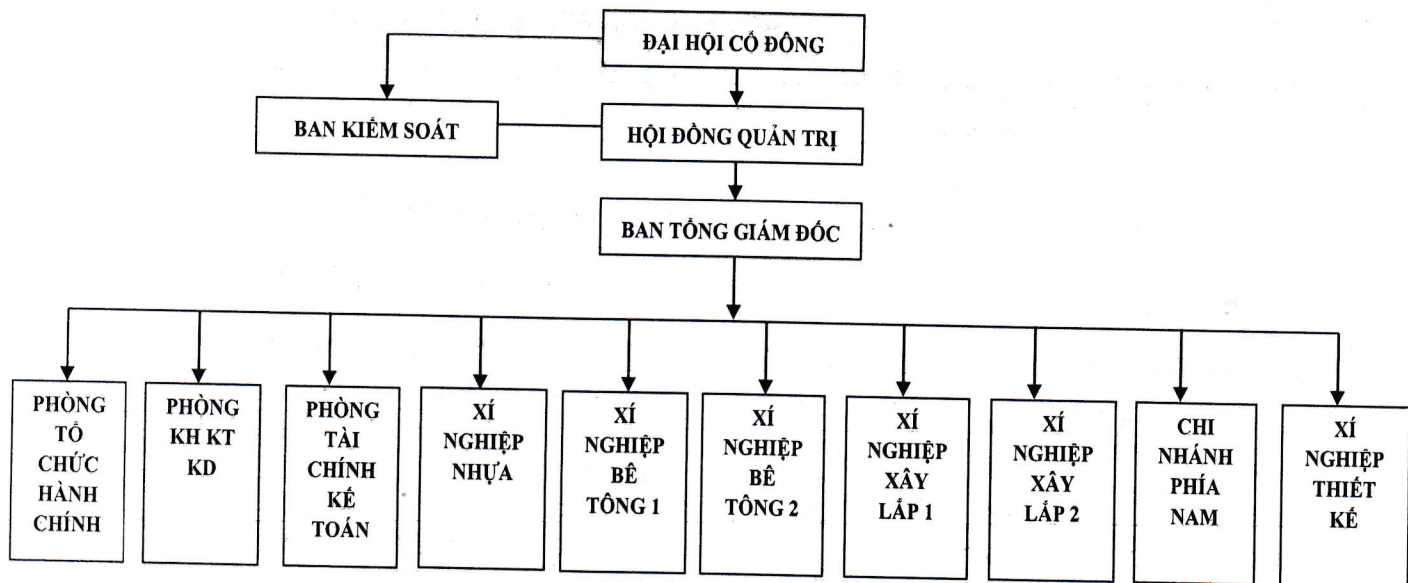 ĐẠI HỘI CỔ ĐÔNG
BAN KIỂM SOÁT
HỘI ĐỒNG QUẢN TRỊ
BAN TỔNG GIÁM ĐỐC
PHÒNG
TỔ
CHỨC
HÀNH
CHÍNH
PHÒNG
KH KT
KD
PHÒNG
TÀI
CHÍNH
KẾ
TOÁN
XÍ
NGHIỆP
NHỰA
XÍ
NGHIỆP
BÊ
TÔNG 1
XÍ
NGHIỆP
BÊ
TÔNG 2
XÍ
NGHIỆP
XÂY
LẮP 1
XÍ
NGHIỆP
XÂY
LẮP 2
CHI
NHÁNH
PHÍA
NAM
XÍ
NGHIỆP
THIẾT
KẾ